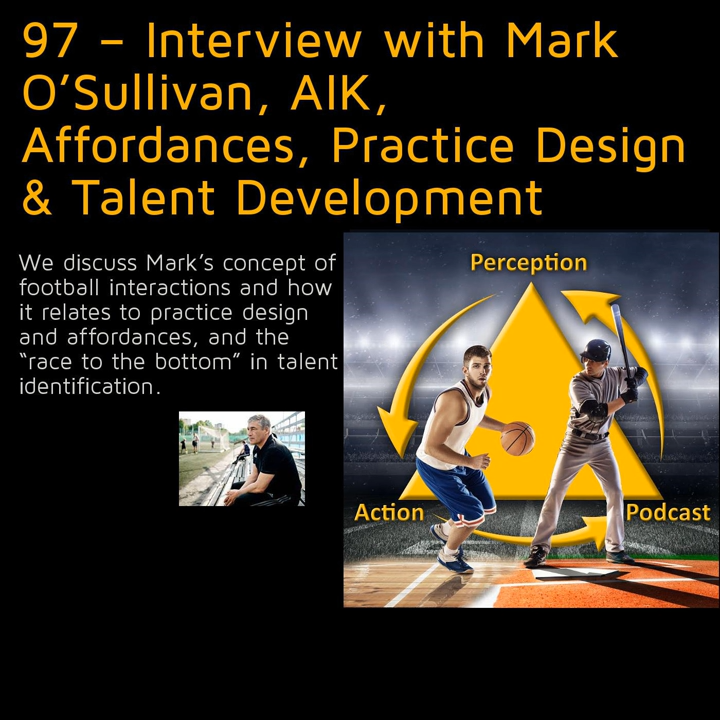 97 – Interview with Mark
O’Sullivan, AIK,
Affordances, Practice Design
& Talent Development
We discuss Mark’s concept of
football interactions and how
it relates to practice design
and affordances, and the
“race to the bottom” in talent
identification.
Perception
Action
Podcast